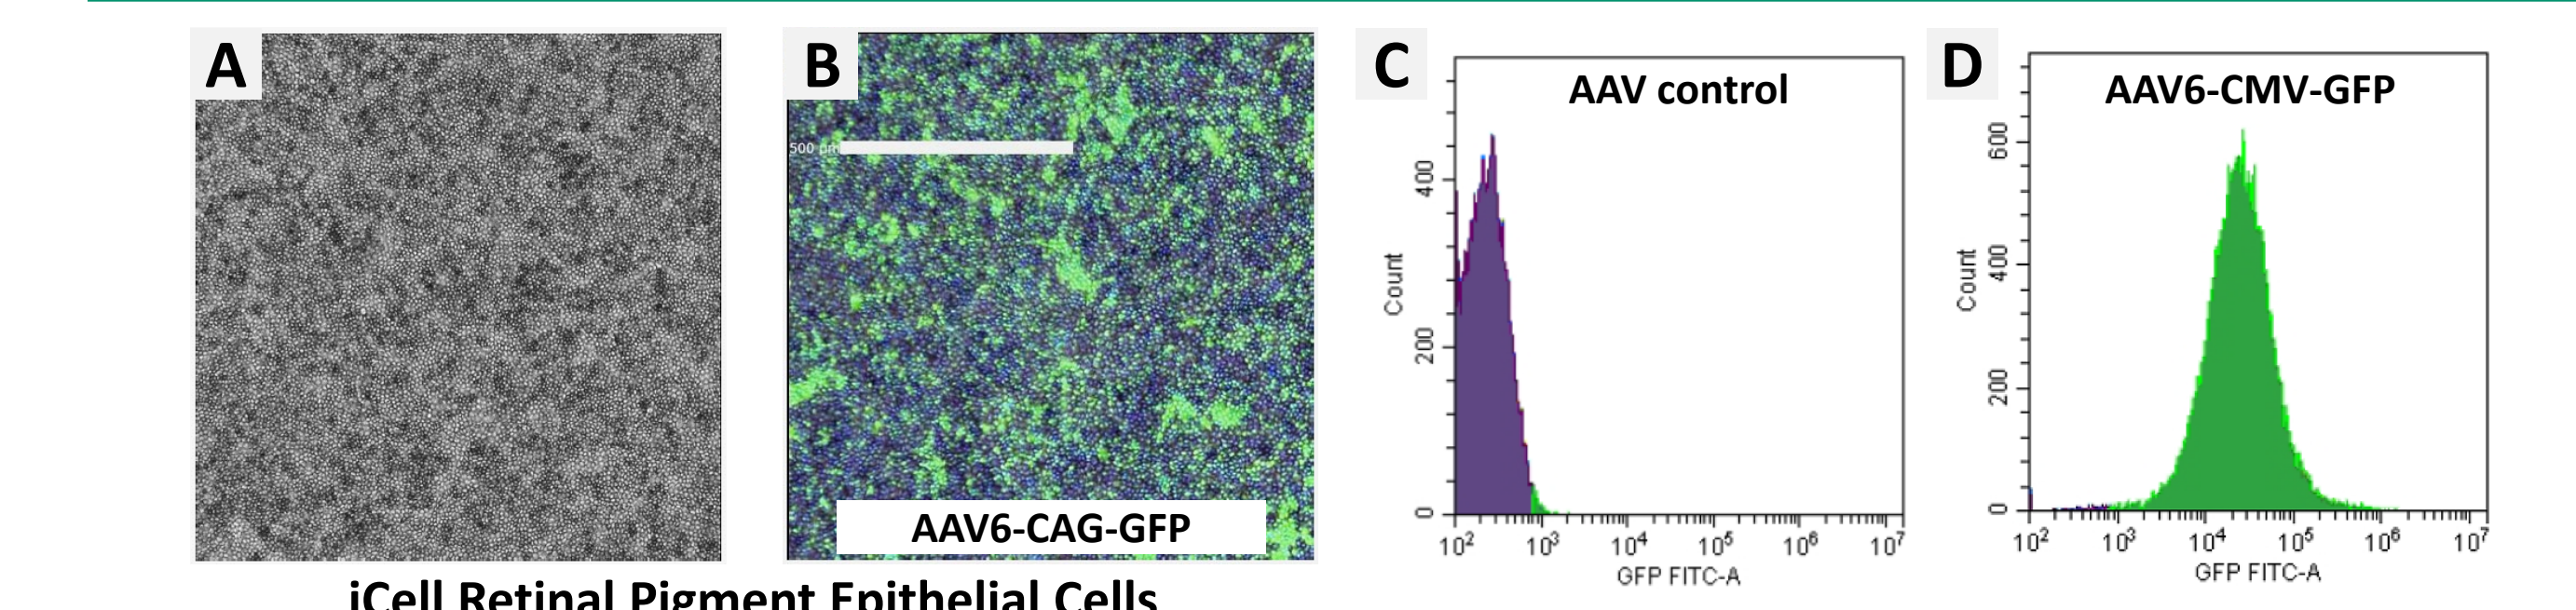 A
B
C
D
500 µm
AAV6-CAG-GFP
iCell Retinal Pigment Epithelial Cells
AAV control
Count
400
200
0
10²
10³
10⁴
10⁵
10⁶
10⁷
GFP FITC-A
AAV6-CMV-GFP
Count
600
400
200
0
10²
10³
10⁴
10⁵
10⁶
10⁷
GFP FITC-A